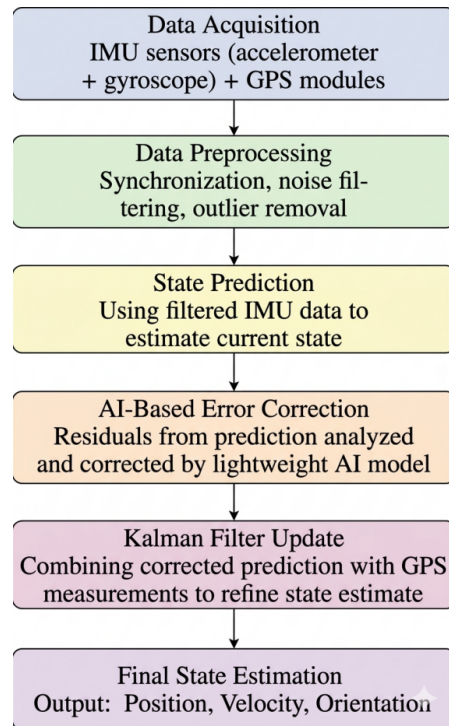 Data Acquisition
IMU sensors (accelerometer
+ gyroscope) + GPS modules
Data Preprocessing
Synchronization, noise fil-
tering, outlier removal
State Prediction
Using filtered IMU data to
estimate current state
AI-Based Error Correction
Residuals from prediction analyzed
and corrected by lightweight AI model
Kalman Filter Update
Combining corrected prediction with GPS
measurements to refine state estimate
Final State Estimation
Output: Position, Velocity, Orientation